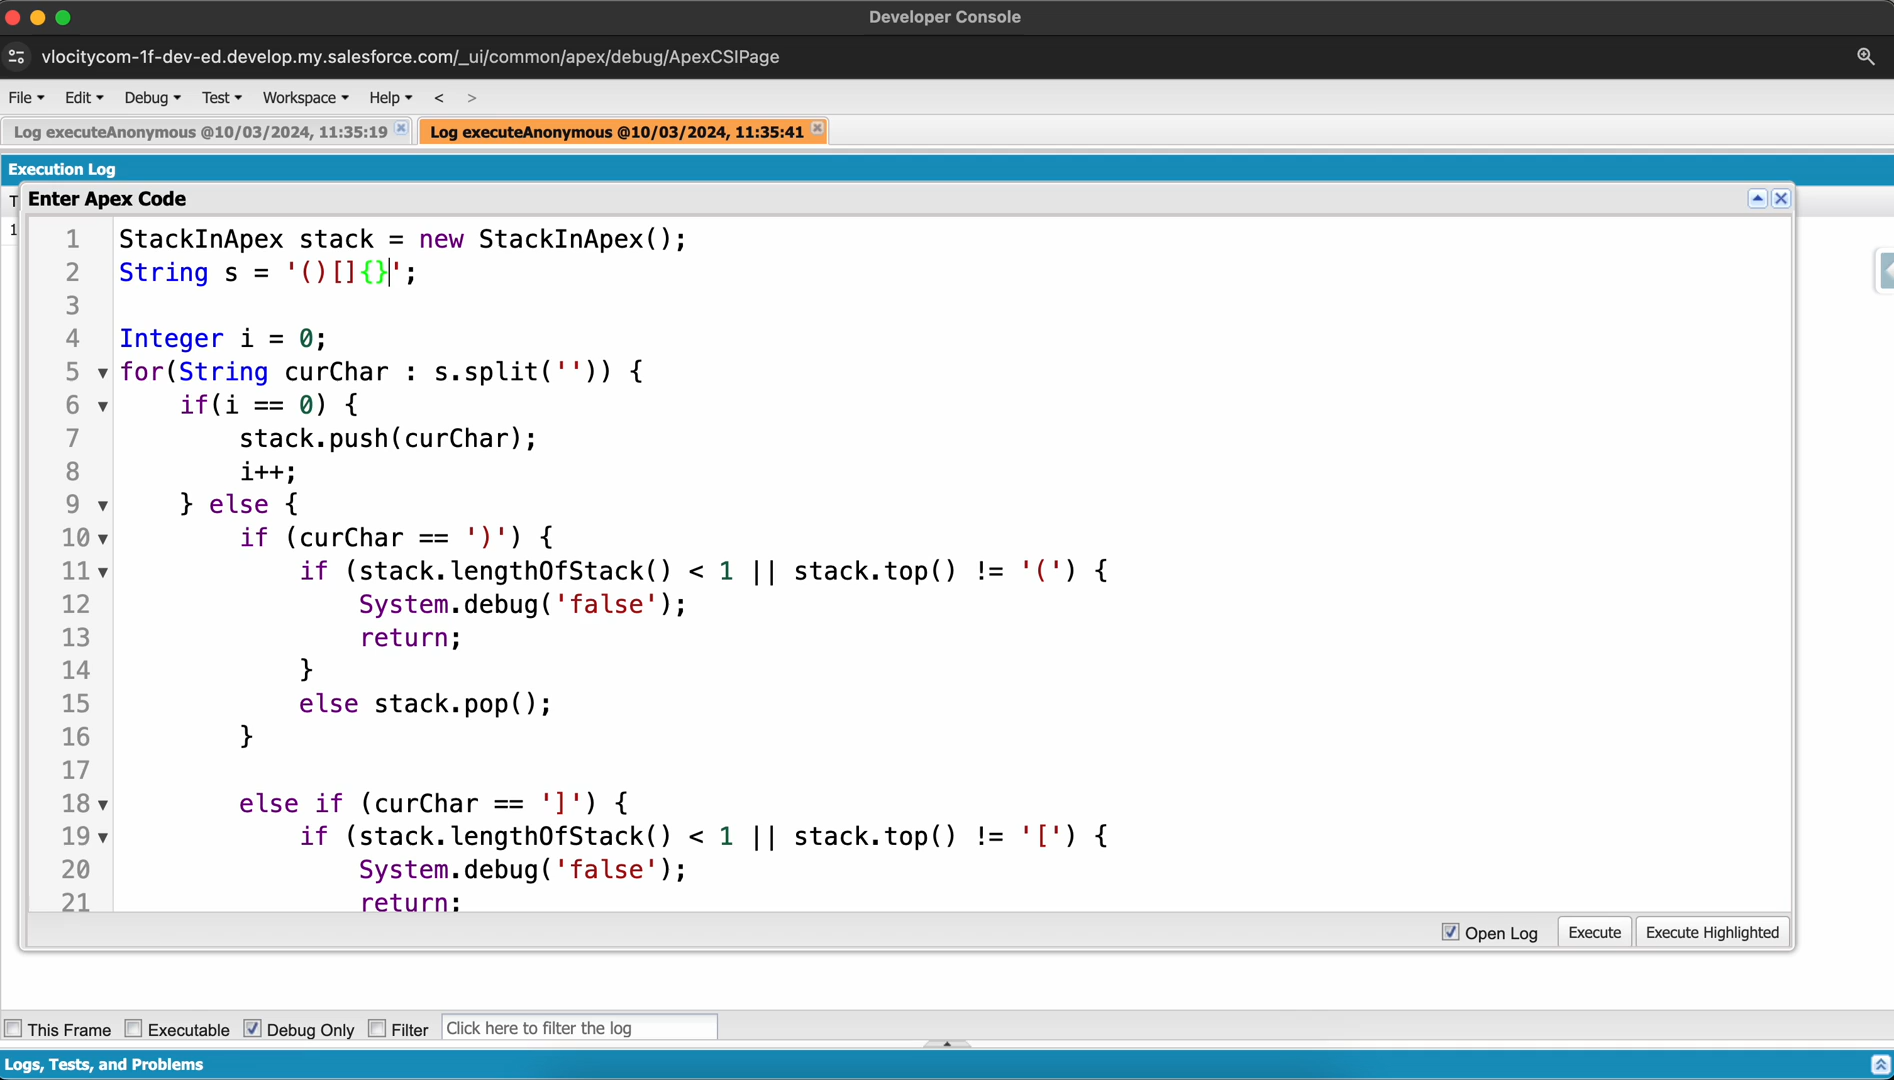 Developer Console
vlocitycom-1f-dev-ed.develop.my.salesforce.com/_ui/common/apex/debug/ApexCSIPage
File Edit Debug Test Workspace Help < >
Log executeAnonymous @10/03/2024, 11:35:19 Log executeAnonymous @10/03/2024, 11:35:41
Execution Log
T
Enter Apex Code
1
1 StackInApex stack = new StackInApex();
2 String s = '()[]{}';
3
4 Integer i = 0;
5 for(String curChar : s.split('')) {
6 if(i == 0) {
7 stack.push(curChar);
8 i++;
9 } else {
10 if (curChar == ')') {
11 if (stack.lengthOfStack() < 1 || stack.top() != '(') {
12 System.debug('false');
13 return;
14 }
15 else stack.pop();
16 }
17
18 else if (curChar == ']') {
19 if (stack.lengthOfStack() < 1 || stack.top() != '[') {
20 System.debug('false');
21 return;
Open Log Execute Execute Highlighted
This Frame Executable Debug Only Filter Click here to filter the log
Logs, Tests, and Problems